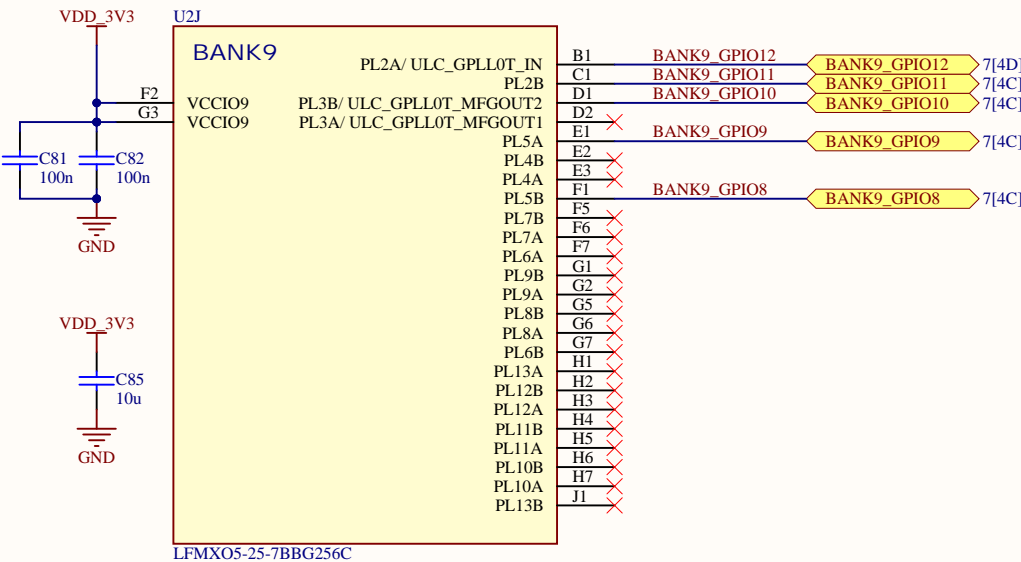 VDD_3V3
U2J
BANK9
F2
VCCIO9
G3
VCCIO9
C81
100n
C82
100n
GND
VDD_3V3
C85
10u
GND
PL2A/ ULC_GPLL0T_IN B1 BANK9_GPIO12 BANK9_GPIO12 7[4D]
PL2B C1 BANK9_GPIO11 BANK9_GPIO11 7[4C]
PL3B/ ULC_GPLL0T_MFGOUT2 D1 BANK9_GPIO10 BANK9_GPIO10 7[4C]
PL3A/ ULC_GPLL0T_MFGOUT1 D2
PL5A E1 BANK9_GPIO9 BANK9_GPIO9 7[4C]
PL4B E2
PL4A E3
PL5B F1 BANK9_GPIO8 BANK9_GPIO8 7[4C]
PL7B F5
PL7A F6
PL6A F7
PL9B G1
PL9A G2
PL8B G5
PL8A G6
PL6B G7
PL13A H1
PL12B H2
PL12A H3
PL11B H4
PL11A H5
PL10B H6
PL10A H7
PL13B J1
LFMXO5-25-7BBG256C